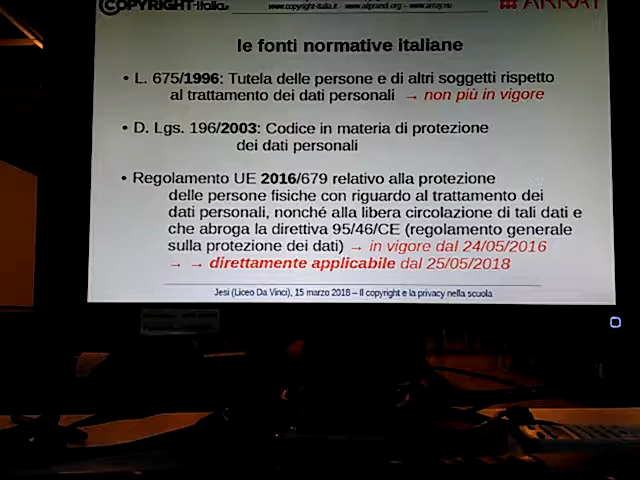 COPYRIGHT-Italia.
www.copyright-italia.it - www.aliprandi.org – www.array.eu
ARRAY
le fonti normative italiane
• L. 675/1996: Tutela delle persone e di altri soggetti rispetto
al trattamento dei dati personali → non più in vigore
• D. Lgs. 196/2003: Codice in materia di protezione
dei dati personali
• Regolamento UE 2016/679 relativo alla protezione
delle persone fisiche con riguardo al trattamento dei
dati personali, nonché alla libera circolazione di tali dati e
che abroga la direttiva 95/46/CE (regolamento generale
sulla protezione dei dati) → in vigore dal 24/05/2016
→ → direttamente applicabile dal 25/05/2018
Jesi (Liceo Da Vinci), 15 marzo 2018 – Il copyright e la privacy nella scuola